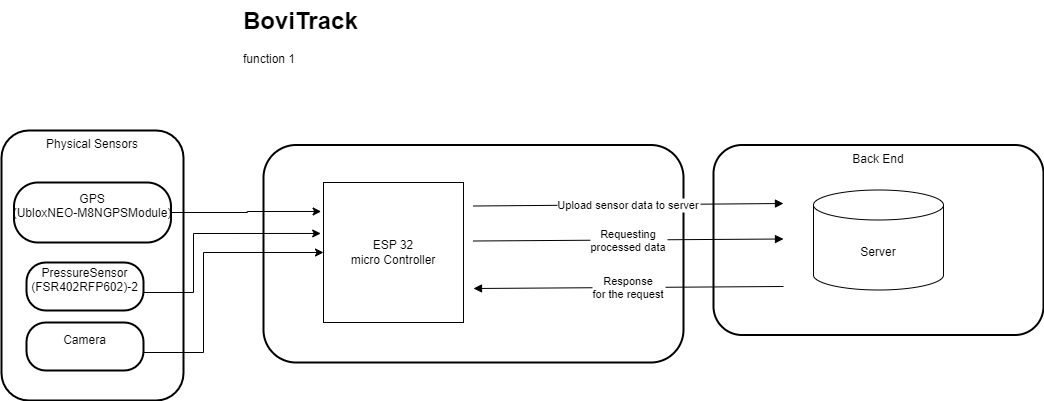 BoviTrack
function 1
Physical Sensors
GPS
(UbloxNEO-M8NGPSModule)
PressureSensor
(FSR402RFP602)-2
Camera
ESP 32
micro Controller
Upload sensor data to server
Requesting
processed data
Response
for the request
Back End
Server